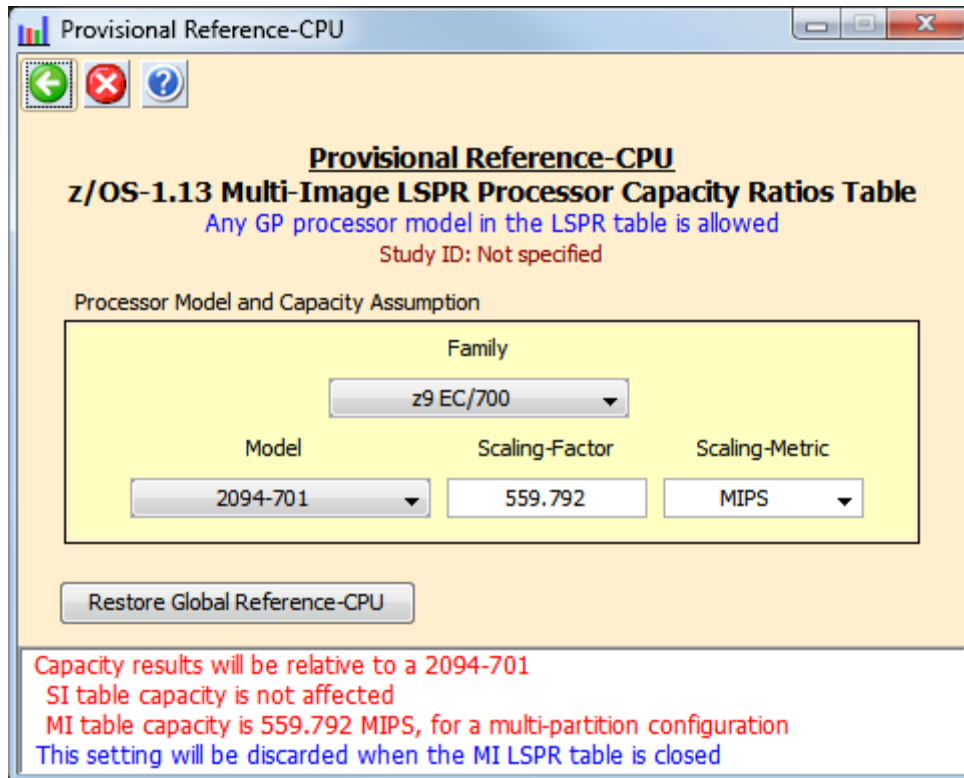 Provisional Reference-CPU
Provisional Reference-CPU
z/OS-1.13 Multi-Image LSPR Processor Capacity Ratios Table
Any GP processor model in the LSPR table is allowed
Study ID: Not specified
Processor Model and Capacity Assumption
Family
z9 EC/700
Model Scaling-Factor Scaling-Metric
2094-701 559.792 MIPS
Restore Global Reference-CPU
Capacity results will be relative to a 2094-701
SI table capacity is not affected
MI table capacity is 559.792 MIPS, for a multi-partition configuration
This setting will be discarded when the MI LSPR table is closed